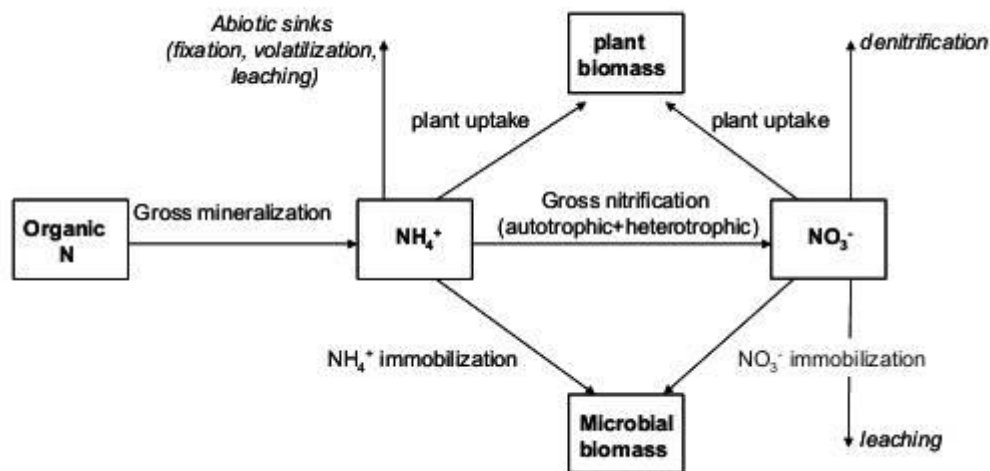 Abiotic sinks
(fixation, volatilization,
leaching)
plant
biomass
denitrification
plant uptake
plant uptake
Organic
N
Gross mineralization
NH₄⁺
Gross nitrification
(autotrophic+heterotrophic)
NO₃⁻
NH₄⁺ immobilization
NO₃⁻ immobilization
Microbial
biomass
leaching